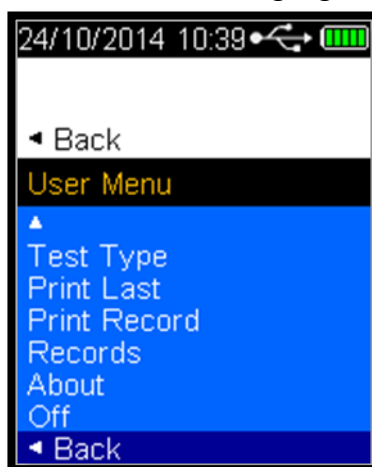 24/10/2014 10:39
◄ Back
User Menu
▲
Test Type
Print Last
Print Record
Records
About
Off
◄ Back